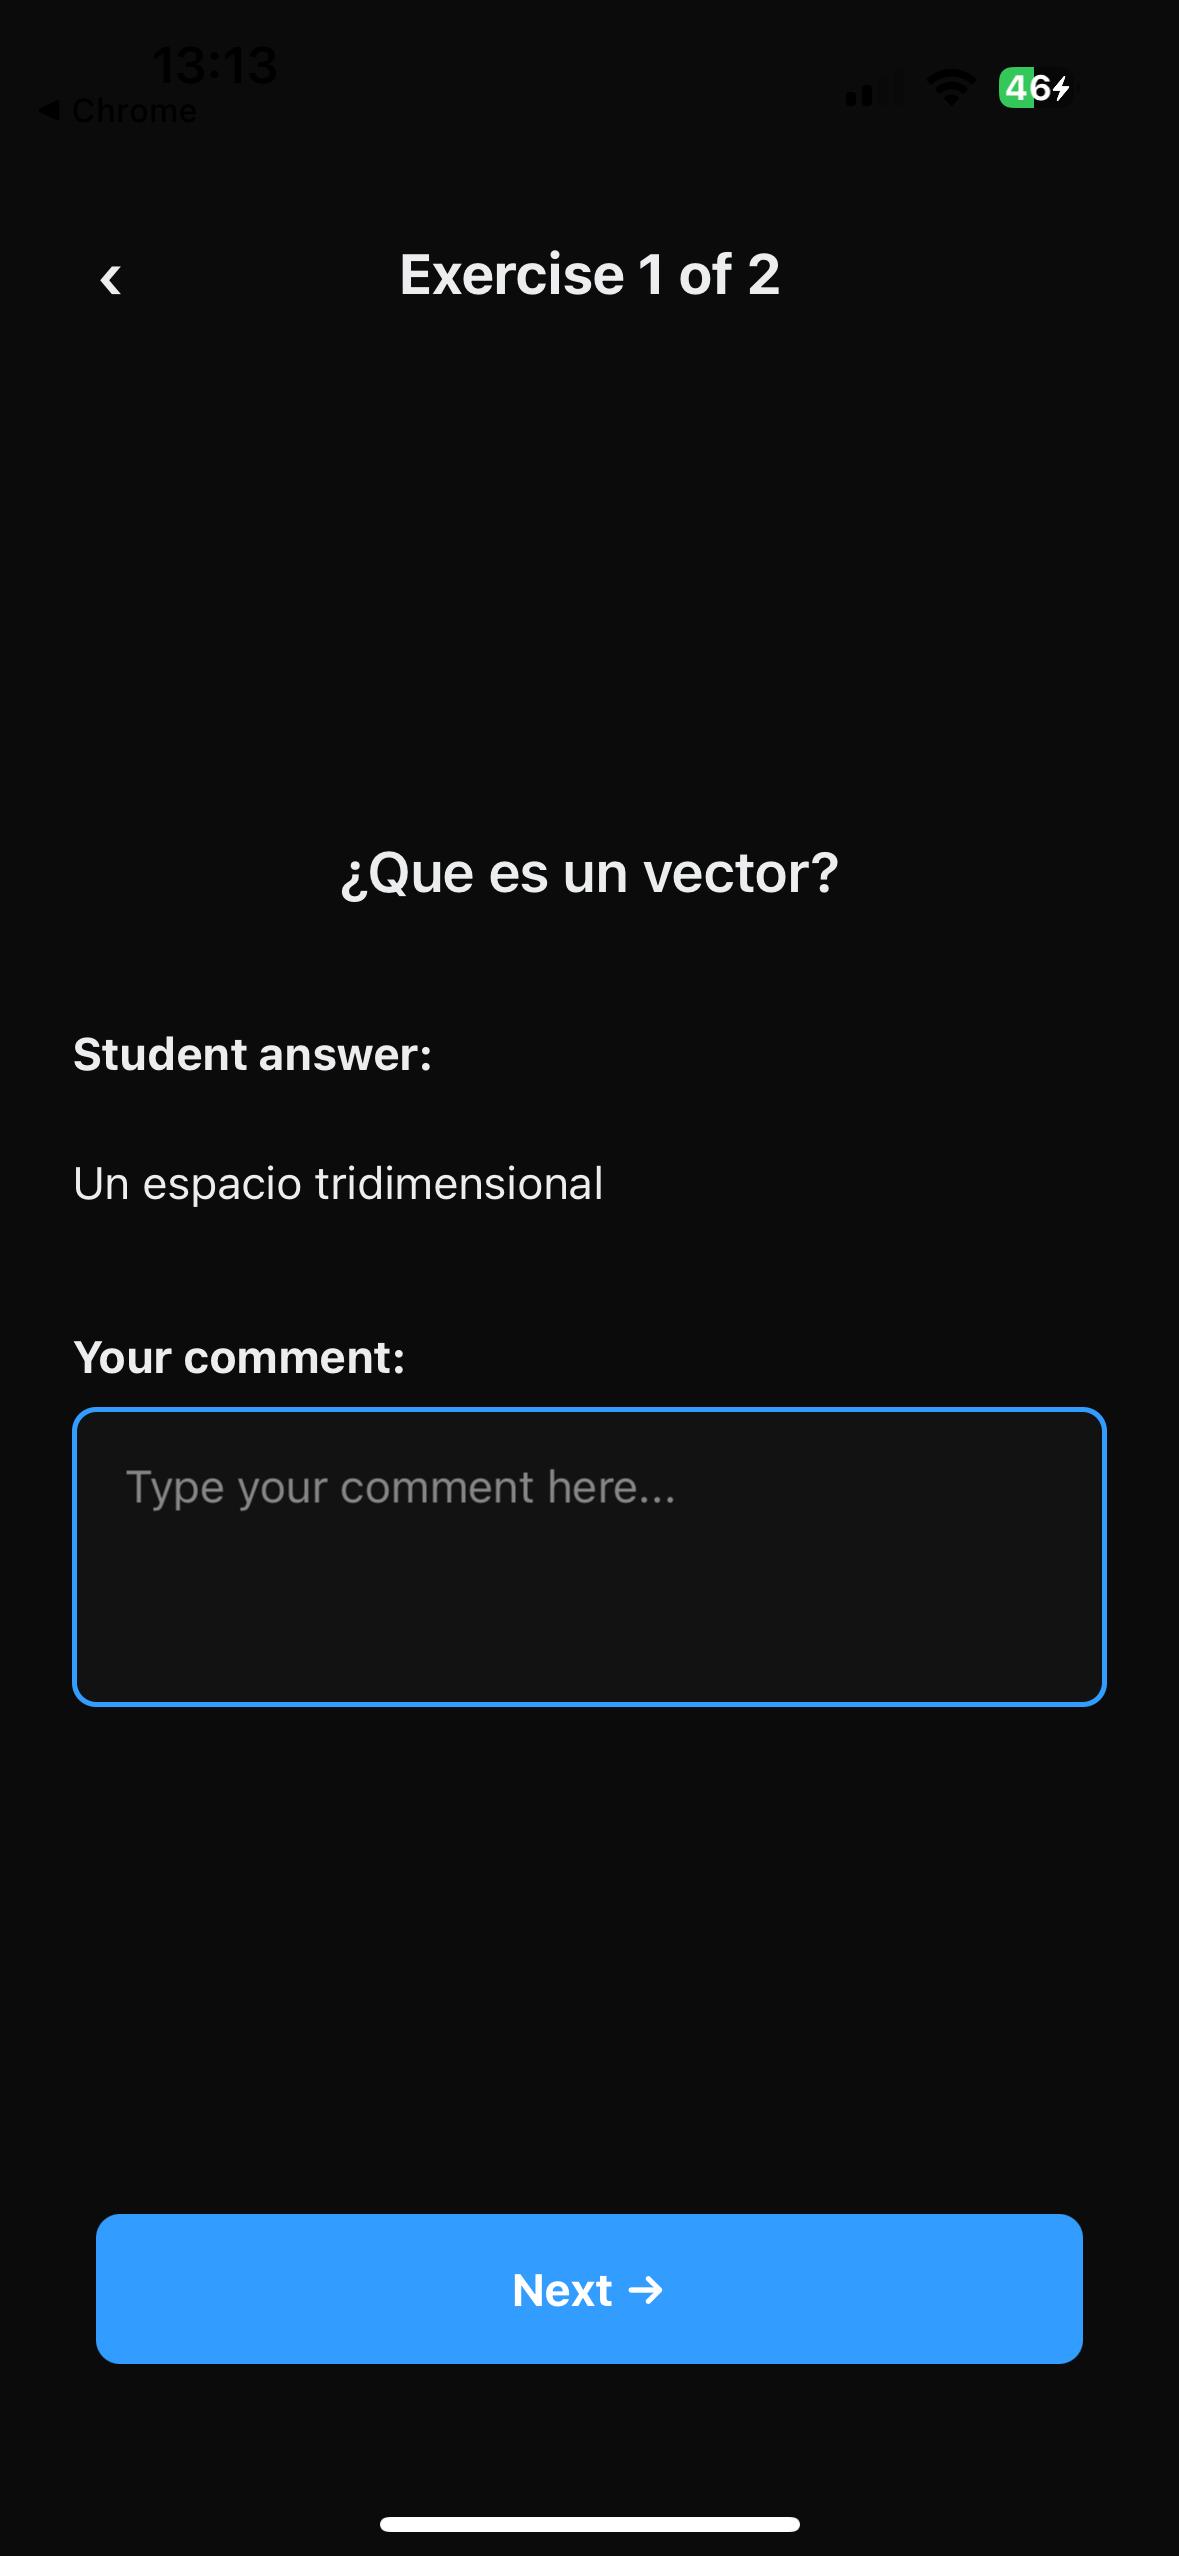 13:13
◀ Chrome
46
‹
Exercise 1 of 2
¿Que es un vector?
Student answer:
Un espacio tridimensional
Your comment:
Type your comment here...
Next →